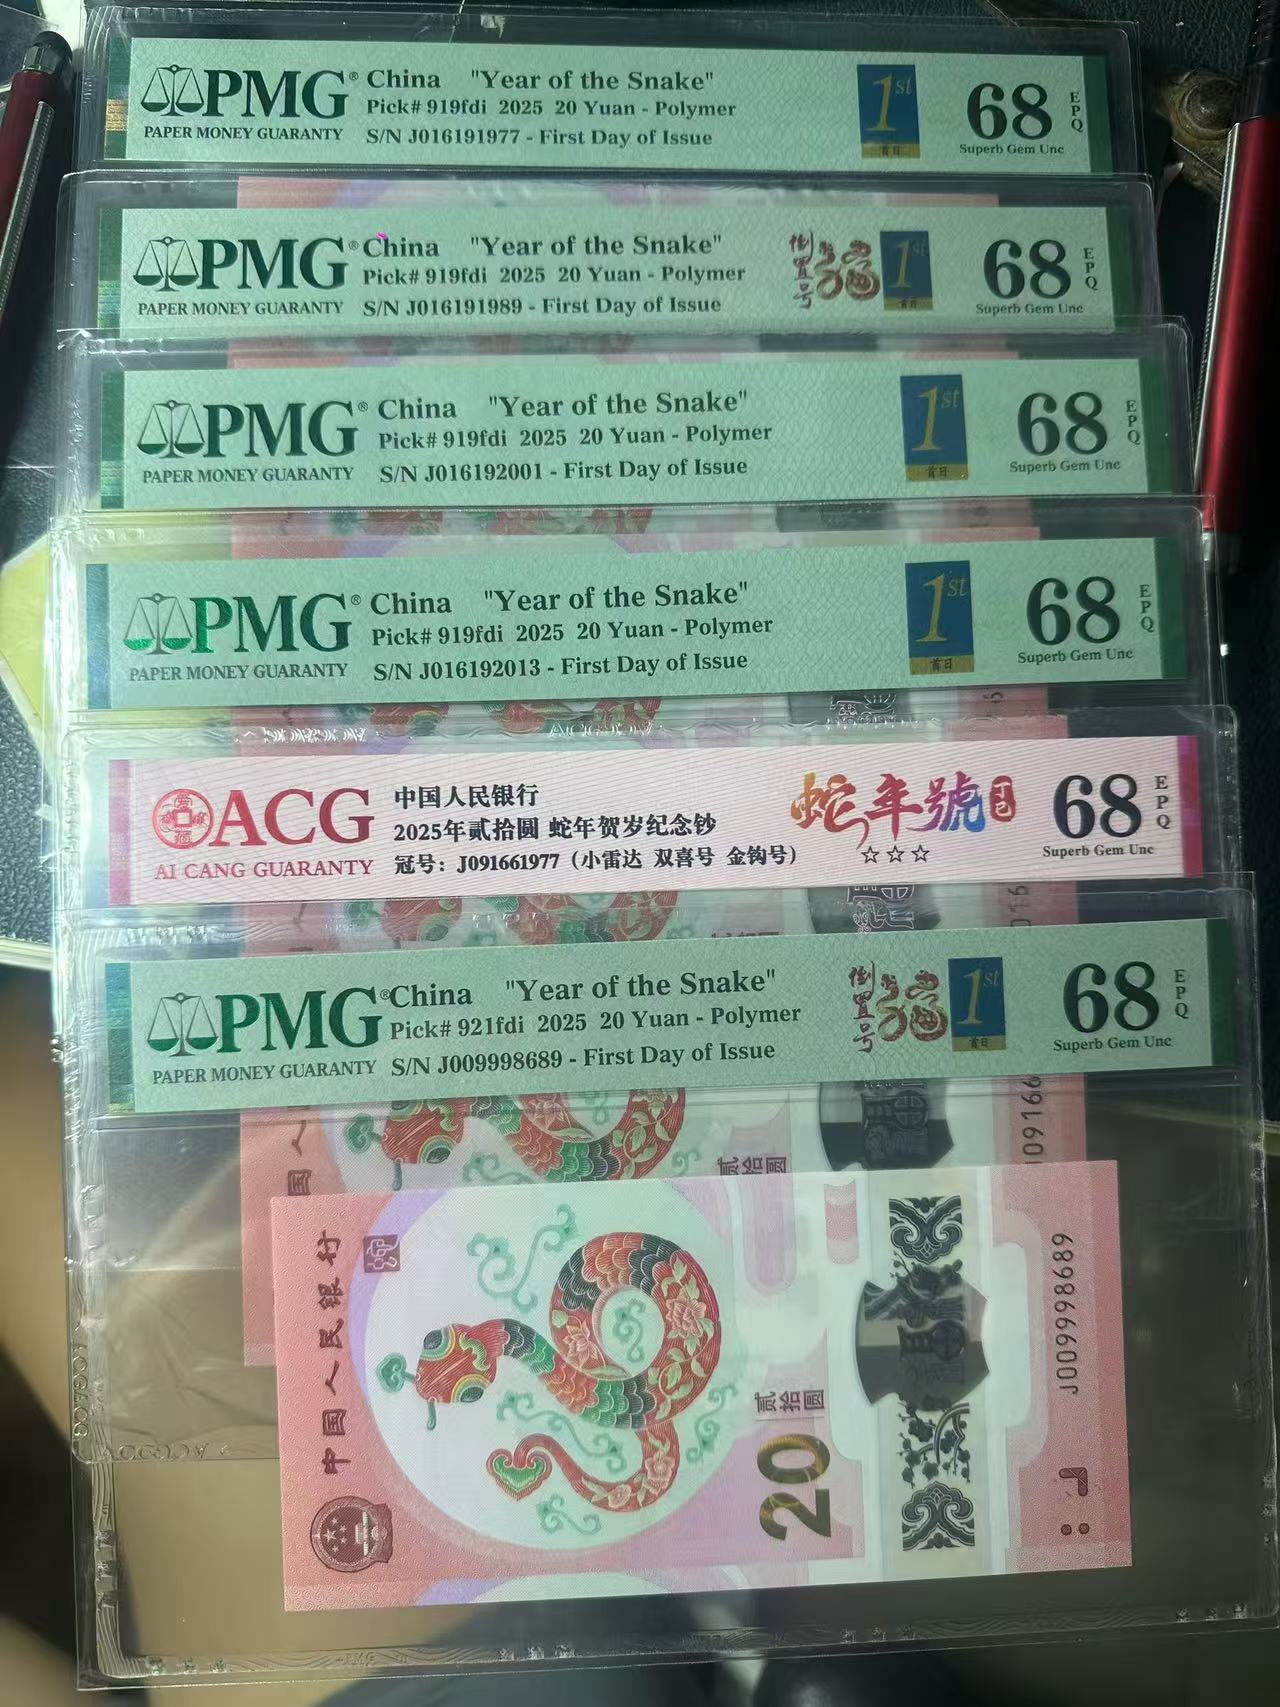 PMG® China "Year of the Snake" 1st 68 EPQ
Pick# 919fdi 2025 20 Yuan - Polymer
PAPER MONEY GUARANTY S/N J016191977 - First Day of Issue 首日 Superb Gem Unc
PMG® China "Year of the Snake" 倒置号 福 1st 68 EPQ
Pick# 919fdi 2025 20 Yuan - Polymer
PAPER MONEY GUARANTY S/N J016191989 - First Day of Issue 首日 Superb Gem Unc
PMG® China "Year of the Snake" 1st 68 EPQ
Pick# 919fdi 2025 20 Yuan - Polymer
PAPER MONEY GUARANTY S/N J016192001 - First Day of Issue 首日 Superb Gem Unc
PMG® China "Year of the Snake" 1st 68 EPQ
Pick# 919fdi 2025 20 Yuan - Polymer
PAPER MONEY GUARANTY S/N J016192013 - First Day of Issue 首日 Superb Gem Unc
爱藏 ACG 中国人民银行 蛇年號 68 EPQ
2025年贰拾圆 蛇年贺岁纪念钞
AI CANG GUARANTY 冠号：J091661977（小雷达 双喜号 金钩号） ☆☆☆ Superb Gem Unc
PMG® China "Year of the Snake" 倒置号 福 1st 68 EPQ
Pick# 921fdi 2025 20 Yuan - Polymer
PAPER MONEY GUARANTY S/N J009998689 - First Day of Issue 首日 Superb Gem Unc
贰拾圆
中国人民银行
贰拾圆
20
J009998689